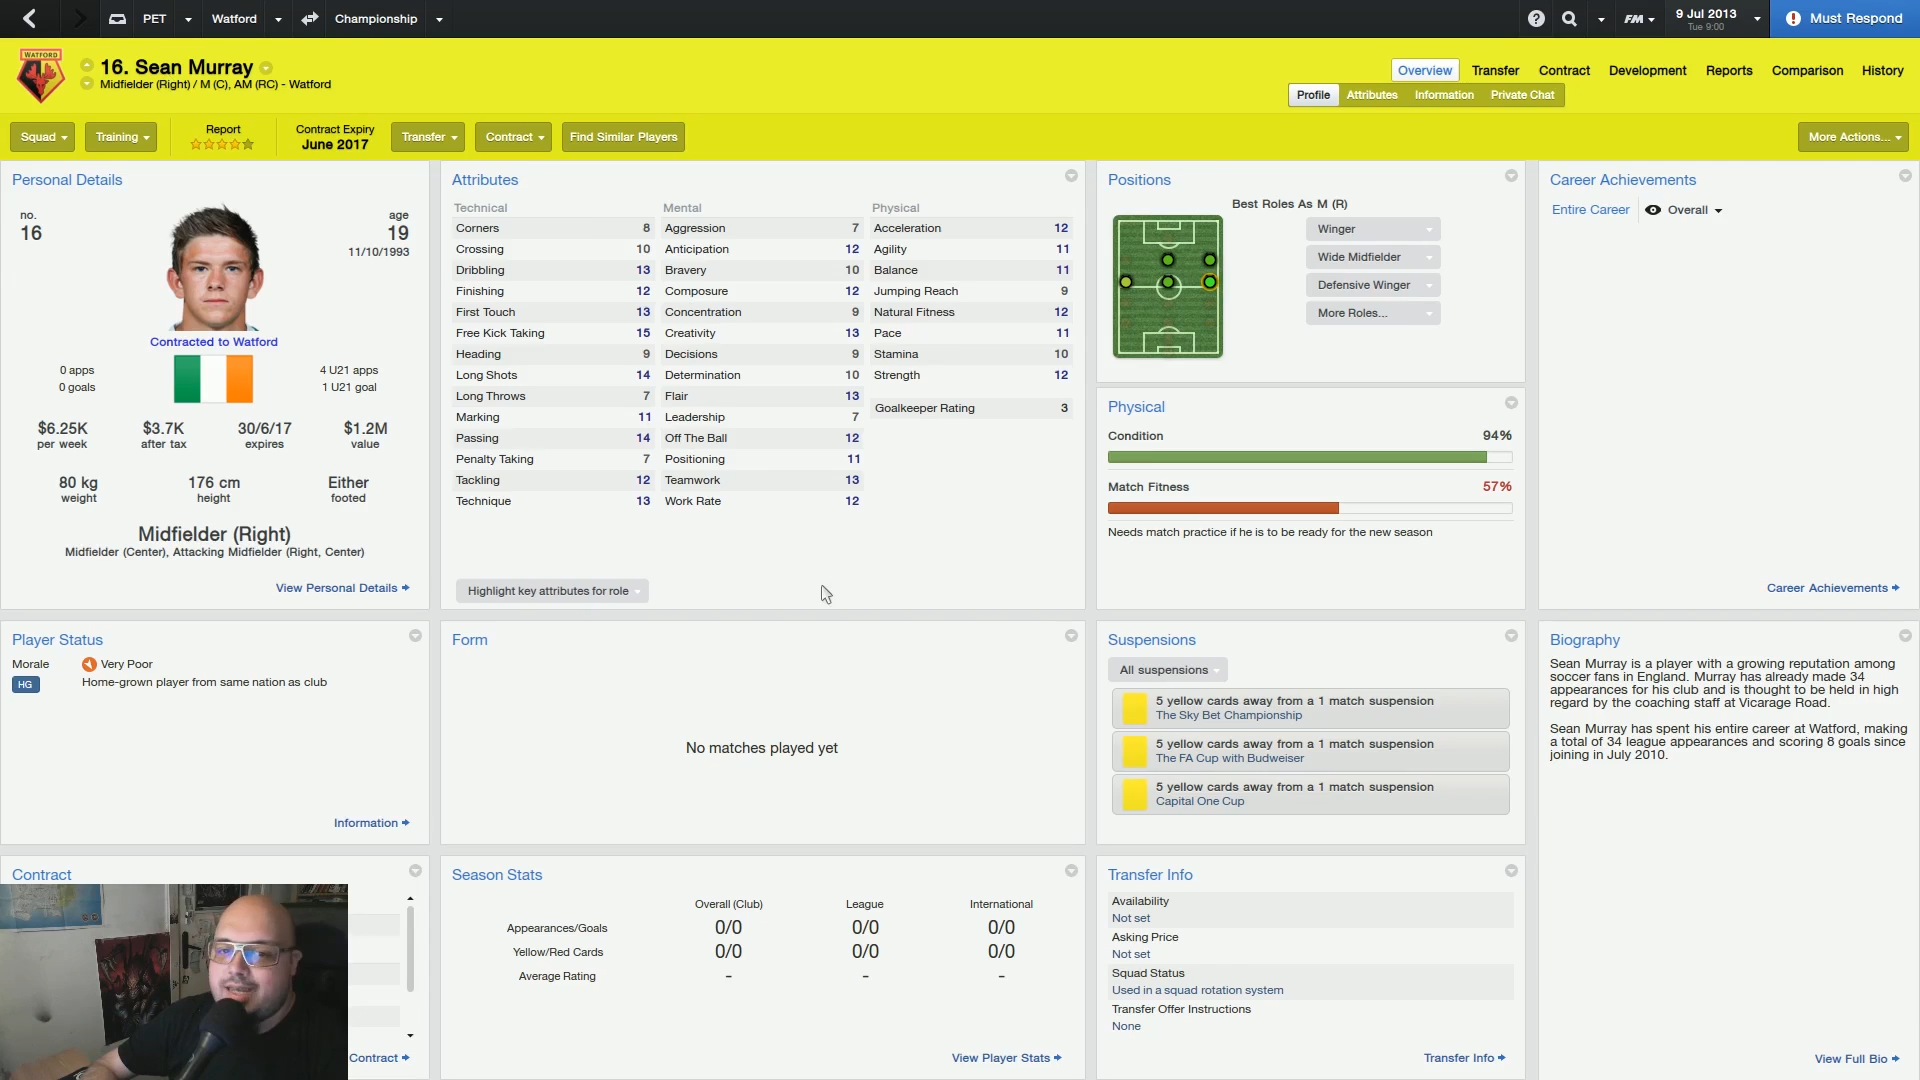 PET
Watford
Championship
FM
9 Jul 2013
Tue 9:00
Must Respond
WATFORD
16. Sean Murray
Midfielder (Right) / M (C), AM (RC) - Watford
Overview
Transfer
Contract
Development
Reports
Comparison
History
Profile
Attributes
Information
Private Chat
Squad
Training
Report
Contract Expiry
June 2017
Transfer
Contract
Find Similar Players
More Actions...
Personal Details
no.
16
age
19
11/10/1993
Contracted to Watford
0 apps
0 goals
4 U21 apps
1 U21 goal
$6.25K
per week
$3.7K
after tax
30/6/17
expires
$1.2M
value
80 kg
weight
176 cm
height
Either
footed
Midfielder (Right)
Midfielder (Center), Attacking Midfielder (Right, Center)
View Personal Details
Attributes
Technical
Corners 8
Crossing 10
Dribbling 13
Finishing 12
First Touch 13
Free Kick Taking 15
Heading 9
Long Shots 14
Long Throws 7
Marking 11
Passing 14
Penalty Taking 7
Tackling 12
Technique 13
Mental
Aggression 7
Anticipation 12
Bravery 10
Composure 12
Concentration 9
Creativity 13
Decisions 9
Determination 10
Flair 13
Leadership 7
Off The Ball 12
Positioning 11
Teamwork 13
Work Rate 12
Physical
Acceleration 12
Agility 11
Balance 11
Jumping Reach 9
Natural Fitness 12
Pace 11
Stamina 10
Strength 12
Goalkeeper Rating 3
Highlight key attributes for role
Positions
Best Roles As M (R)
Winger
Wide Midfielder
Defensive Winger
More Roles...
Physical
Condition 94%
Match Fitness 57%
Needs match practice if he is to be ready for the new season
Career Achievements
Entire Career
Overall
Career Achievements
Player Status
Morale Very Poor
HG Home-grown player from same nation as club
Information
Form
No matches played yet
Suspensions
All suspensions
5 yellow cards away from a 1 match suspension
The Sky Bet Championship
5 yellow cards away from a 1 match suspension
The FA Cup with Budweiser
5 yellow cards away from a 1 match suspension
Capital One Cup
Biography
Sean Murray is a player with a growing reputation among
soccer fans in England. Murray has already made 34
appearances for his club and is thought to be held in high
regard by the coaching staff at Vicarage Road.
Sean Murray has spent his entire career at Watford, making
a total of 34 league appearances and scoring 8 goals since
joining in July 2010.
View Full Bio
Contract
Contract
Season Stats
Overall (Club) League International
Appearances/Goals 0/0 0/0 0/0
Yellow/Red Cards 0/0 0/0 0/0
Average Rating - - -
View Player Stats
Transfer Info
Availability
Not set
Asking Price
Not set
Squad Status
Used in a squad rotation system
Transfer Offer Instructions
None
Transfer Info